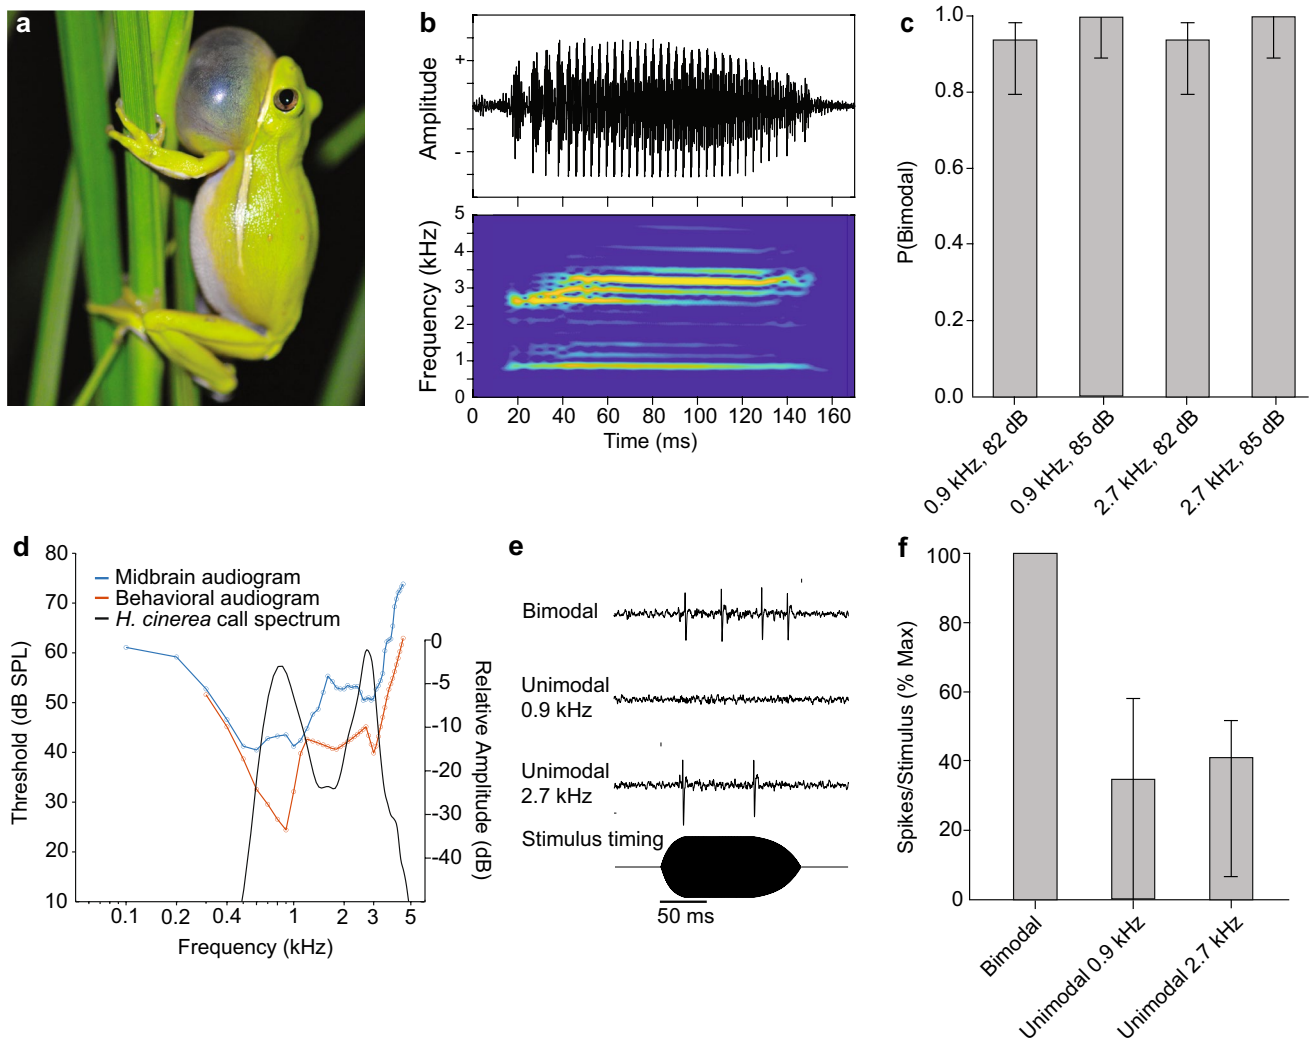 a
b
Amplitude
+
-
Frequency (kHz)
5
4
3
2
1
0
0 20 40 60 80 100 120 140 160
Time (ms)
c
P(Bimodal)
1.0
0.8
0.6
0.4
0.2
0.0
0.9 kHz, 82 dB
0.9 kHz, 85 dB
2.7 kHz, 82 dB
2.7 kHz, 85 dB
d
Threshold (dB SPL)
80
70
60
50
40
30
20
10
Midbrain audiogram
Behavioral audiogram
H. cinerea call spectrum
0
-5
-10
-20
-30
-40
Relative Amplitude (dB)
0.1 0.2 0.4 1 2 3 5
Frequency (kHz)
e
Bimodal
Unimodal
0.9 kHz
Unimodal
2.7 kHz
Stimulus timing
50 ms
f
Spikes/Stimulus (% Max)
100
80
60
40
20
0
Bimodal
Unimodal 0.9 kHz
Unimodal 2.7 kHz